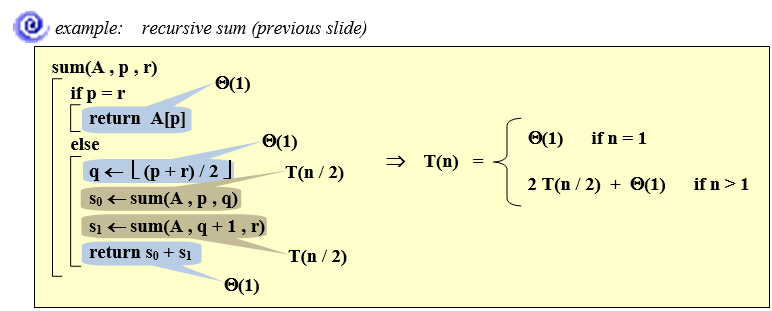 example: recursive sum (previous slide)
sum(A , p , r)
if p = r
Θ(1)
return A[p]
else
Θ(1)
q ← ⌊ (p + r) / 2 ⌋
T(n / 2)
s₀ ← sum(A , p , q)
s₁ ← sum(A , q + 1 , r)
return s₀ + s₁
T(n / 2)
Θ(1)
⇒ T(n) =
Θ(1) if n = 1
2 T(n / 2) + Θ(1) if n > 1